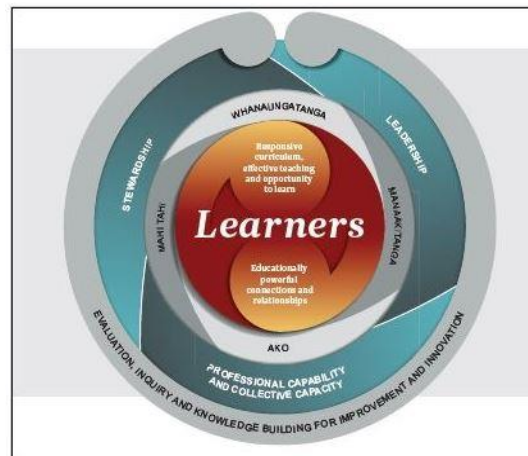 WHANAUNGATANGA
LEADERSHIP
STEWARDSHIP
Responsive
curriculum,
effective teaching
and opportunity
to learn
MAHI TAHI
Learners
MANAAKITANGA
Educationally
powerful
connections and
relationships
AKO
PROFESSIONAL CAPABILITY
AND COLLECTIVE CAPACITY
EVALUATION, INQUIRY AND KNOWLEDGE BUILDING FOR IMPROVEMENT AND INNOVATION